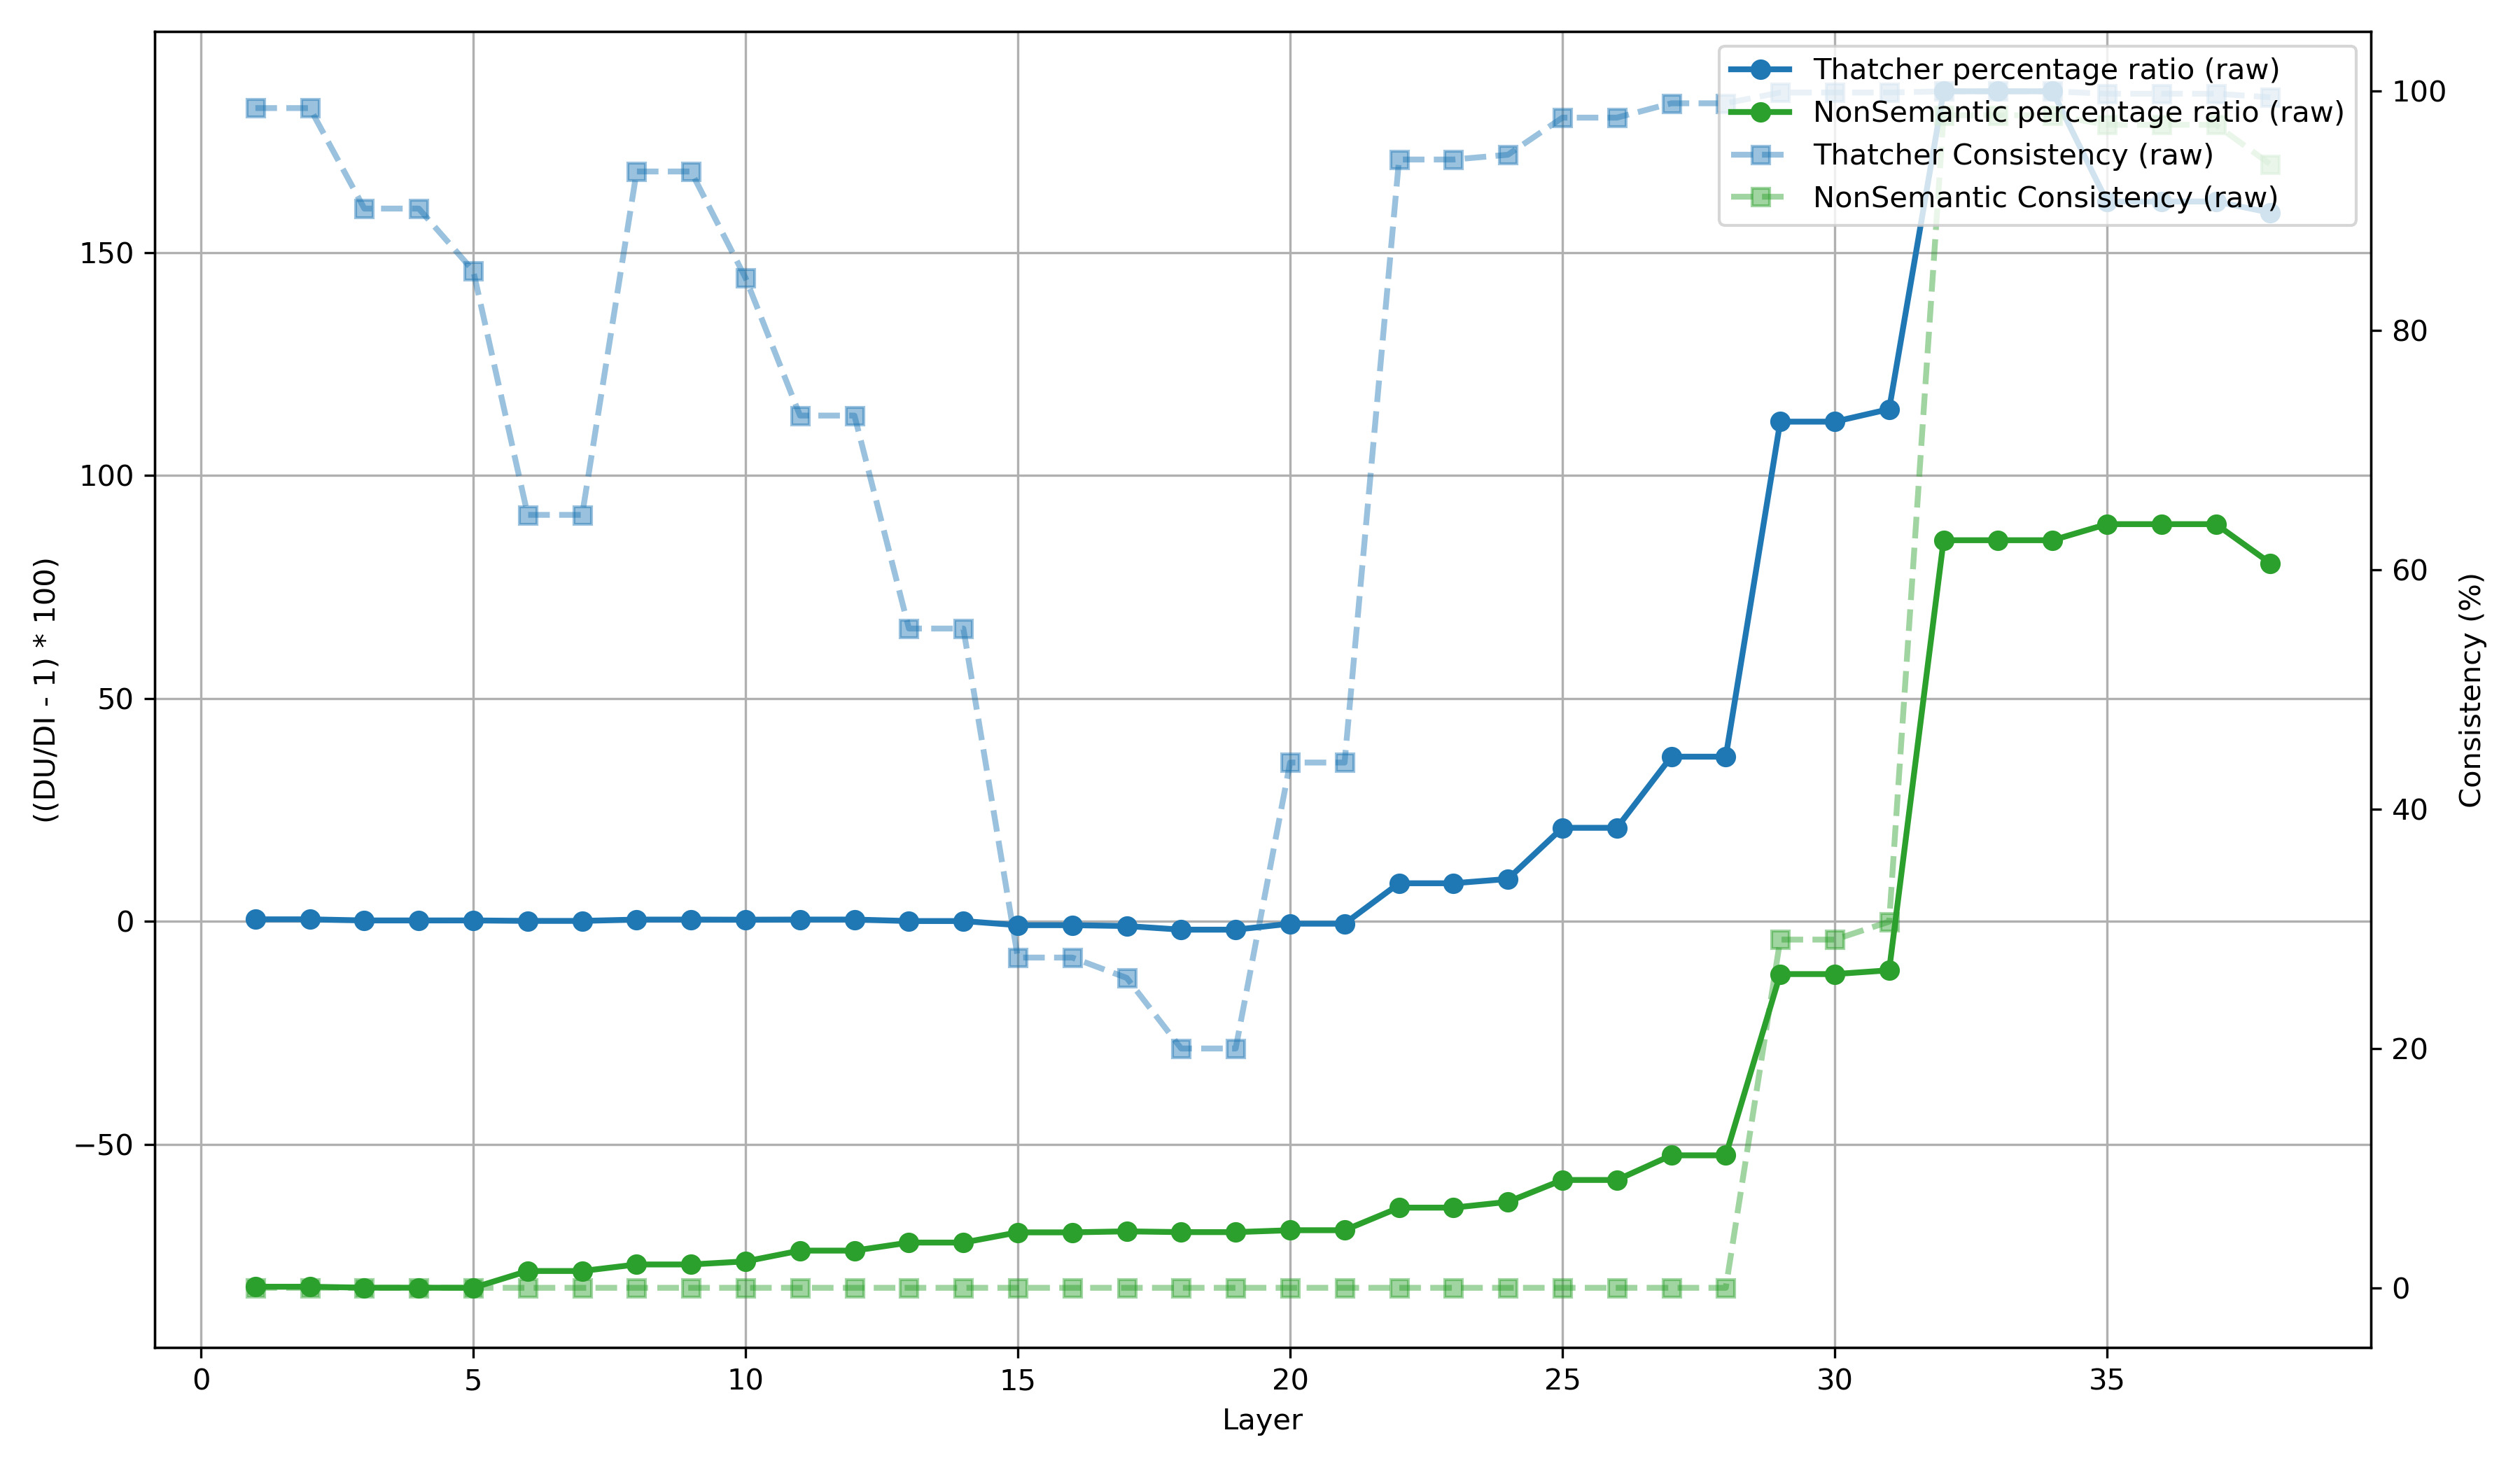 Thatcher percentage ratio (raw)
NonSemantic percentage ratio (raw)
Thatcher Consistency (raw)
NonSemantic Consistency (raw)
150
100
50
0
−50
((DU/DI - 1) * 100)
100
80
60
40
20
0
Consistency (%)
0 5 10 15 20 25 30 35
Layer